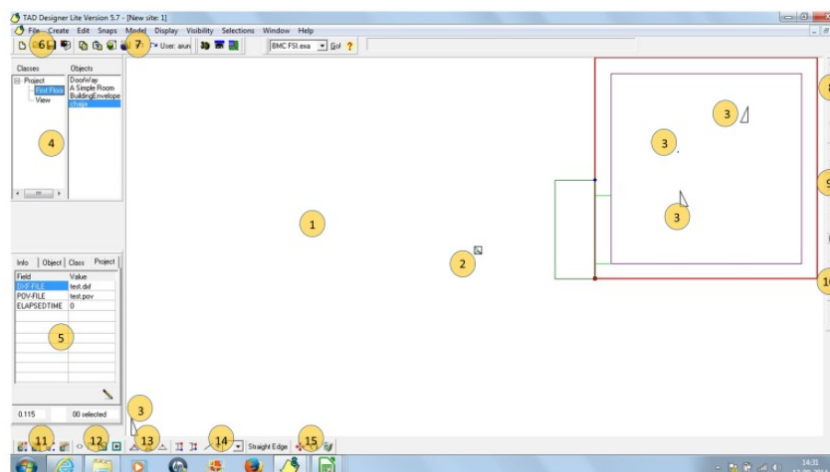 TAD Designer Lite Version 5.7 - [New site: 1]
File Create Edit Snaps Model Display Visibility Selections Window Help
6
7
User: arun
BMC FSI.exe
Go!
?
Classes
Objects
Project
First Floor
View
DoorWay
A Simple Room
BuildingEnvelope
chajja
4
1
2
3
3
3
8
9
10
Info Object Class Project
Field Value
DXF-FILE test.dxf
POV-FILE test.pov
ELAPSEDTIME 0
5
0.115 00 selected
3
11
12
13
14
Straight Edge
15
14:31